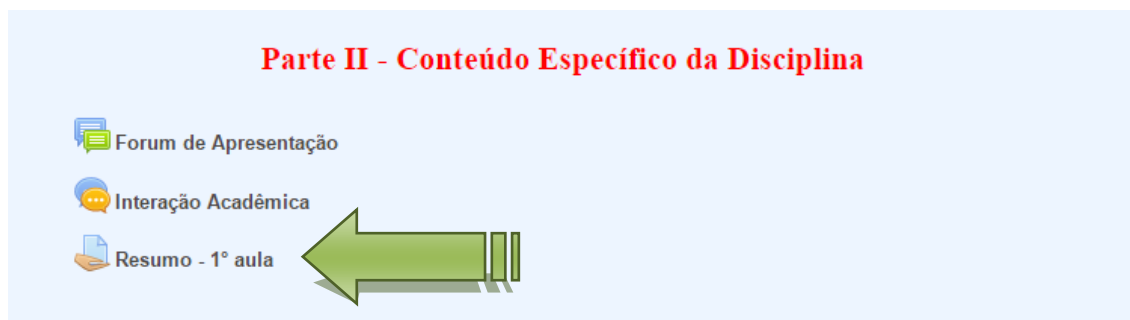 Parte II - Conteúdo Específico da Disciplina
Forum de Apresentação
Interação Acadêmica
Resumo - 1° aula